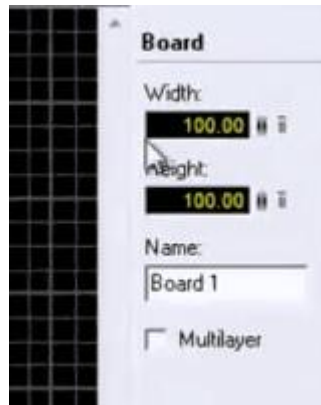 Board
Width:
100.00
Height:
100.00
Name:
Board 1
Multilayer